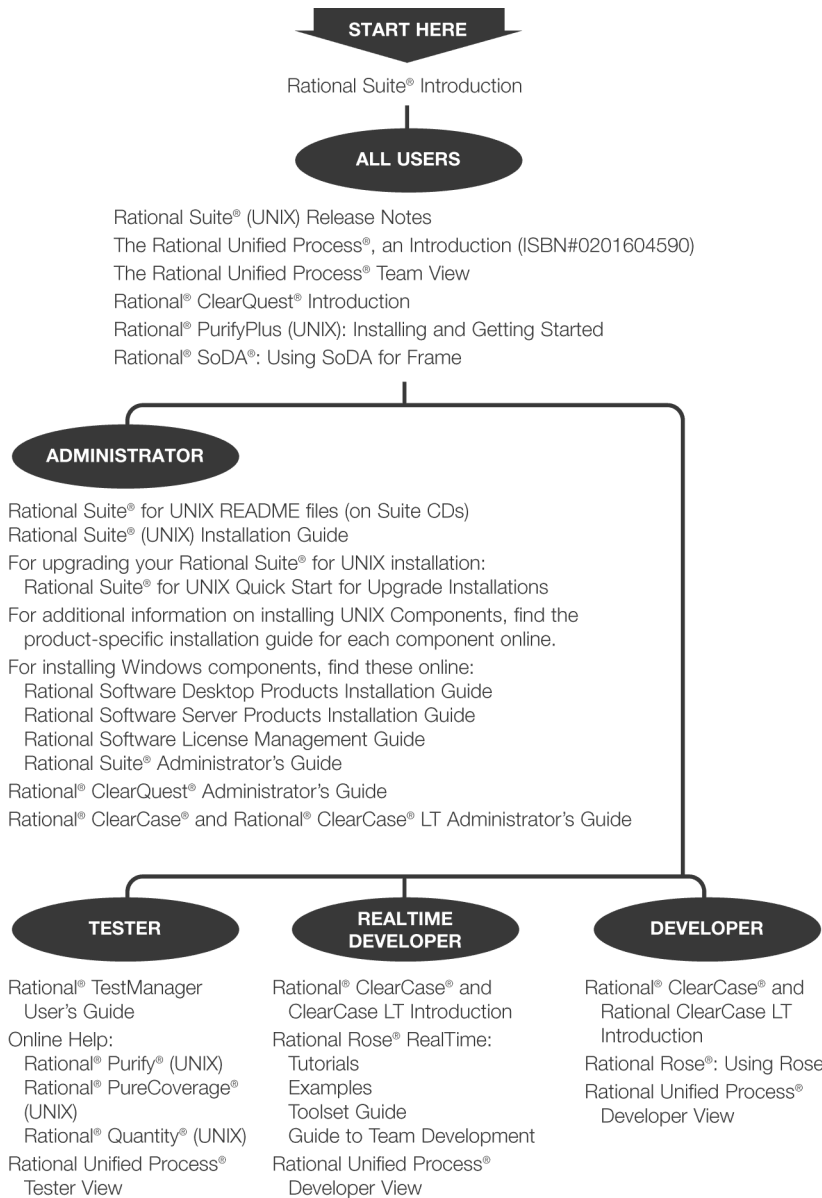 START HERE
Rational Suite® Introduction
ALL USERS
Rational Suite® (UNIX) Release Notes
The Rational Unified Process®, an Introduction (ISBN#0201604590)
The Rational Unified Process® Team View
Rational® ClearQuest® Introduction
Rational® PurifyPlus (UNIX): Installing and Getting Started
Rational® SoDA®: Using SoDA for Frame
ADMINISTRATOR
Rational Suite® for UNIX README files (on Suite CDs)
Rational Suite® (UNIX) Installation Guide
For upgrading your Rational Suite® for UNIX installation:
Rational Suite® for UNIX Quick Start for Upgrade Installations
For additional information on installing UNIX Components, find the
product-specific installation guide for each component online.
For installing Windows components, find these online:
Rational Software Desktop Products Installation Guide
Rational Software Server Products Installation Guide
Rational Software License Management Guide
Rational Suite® Administrator's Guide
Rational® ClearQuest® Administrator's Guide
Rational® ClearCase® and Rational® ClearCase® LT Administrator's Guide
TESTER
Rational® TestManager
User's Guide
Online Help:
Rational® Purify® (UNIX)
Rational® PureCoverage®
(UNIX)
Rational® Quantity® (UNIX)
Rational Unified Process®
Tester View
REALTIME
DEVELOPER
Rational® ClearCase® and
ClearCase LT Introduction
Rational Rose® RealTime:
Tutorials
Examples
Toolset Guide
Guide to Team Development
Rational Unified Process®
Developer View
DEVELOPER
Rational® ClearCase® and
Rational ClearCase LT
Introduction
Rational Rose®: Using Rose
Rational Unified Process®
Developer View